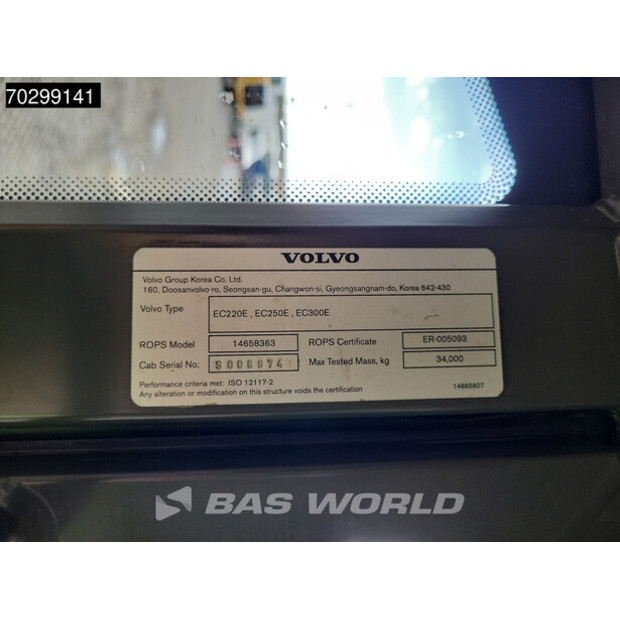 70299141
VOLVO
Volvo Group Korea Co. Ltd.
160, Doosanvolvo-ro, Seongsan-gu, Changwon-si, Gyeongsangnam-do, Korea 642-430
Volvo Type EC220E , EC250E , EC300E
ROPS Model 14658363 ROPS Certificate ER-005093
Cab Serial No. Max Tested Mass, kg 34,000
Performance criteria met: ISO 12117-2
Any alteration or modification on this structure voids the certification 14665607
BAS WORLD